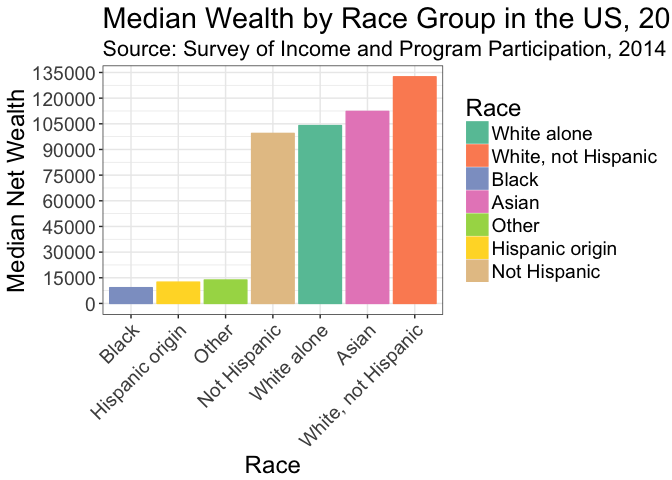 Median Wealth by Race Group in the US, 20
Source: Survey of Income and Program Participation, 2014
Median Net Wealth
135000
120000
105000
90000
75000
60000
45000
30000
15000
0
Black
Hispanic origin
Other
Not Hispanic
White alone
Asian
White, not Hispanic
Race
Race
White alone
White, not Hispanic
Black
Asian
Other
Hispanic origin
Not Hispanic